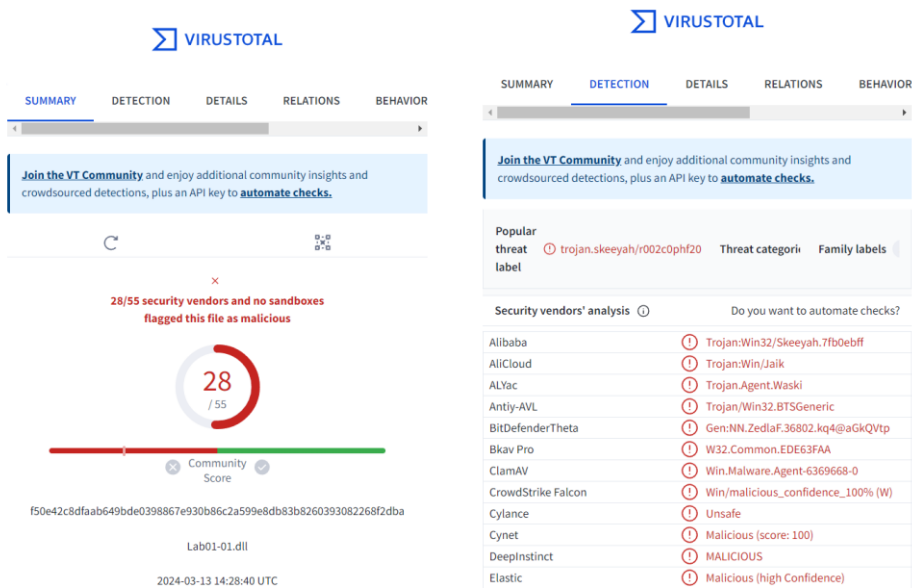 VIRUSTOTAL
SUMMARY DETECTION DETAILS RELATIONS BEHAVIOR
Join the VT Community and enjoy additional community insights and
crowdsourced detections, plus an API key to automate checks.
28/55 security vendors and no sandboxes
flagged this file as malicious
28
/ 55
Community
Score
f50e42c8dfaab649bde0398867e930b86c2a599e8db83b8260393082268f2dba
Lab01-01.dll
2024-03-13 14:28:40 UTC
VIRUSTOTAL
SUMMARY DETECTION DETAILS RELATIONS BEHAVIOR
Join the VT Community and enjoy additional community insights and
crowdsourced detections, plus an API key to automate checks.
Popular
threat
label
trojan.skeeyah/r002c0phf20 Threat categori Family labels
Security vendors' analysis Do you want to automate checks?
Alibaba Trojan:Win32/Skeeyah.7fb0ebff
AliCloud Trojan:Win/Jaik
ALYac Trojan.Agent.Waski
Antiy-AVL Trojan/Win32.BTSGeneric
BitDefenderTheta Gen:NN.ZedlaF.36802.kq4@aGkQVtp
Bkav Pro W32.Common.EDE63FAA
ClamAV Win.Malware.Agent-6369668-0
CrowdStrike Falcon Win/malicious_confidence_100% (W)
Cylance Unsafe
Cynet Malicious (score: 100)
DeepInstinct MALICIOUS
Elastic Malicious (high Confidence)